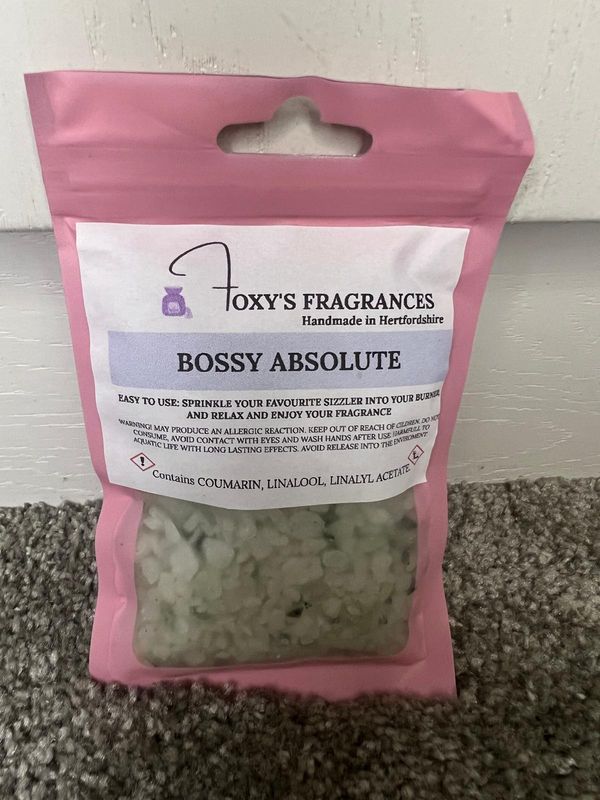 FOXY'S FRAGRANCES
Handmade in Hertfordshire
BOSSY ABSOLUTE
EASY TO USE: SPRINKLE YOUR FAVOURITE SIZZLER INTO YOUR BURNER,
AND RELAX AND ENJOY YOUR FRAGRANCE
WARNING! MAY PRODUCE AN ALLERGIC REACTION. KEEP OUT OF REACH OF CILDREN, DO NOT
CONSUME, AVOID CONTACT WITH EYES AND WASH HANDS AFTER USE HARMFULL TO
AQUATIC LIFE WITH LONG LASTING EFFECTS. AVOID RELEASE INTO THE ENVIROMENT
Contains COUMARIN, LINALOOL, LINALYL ACETATE